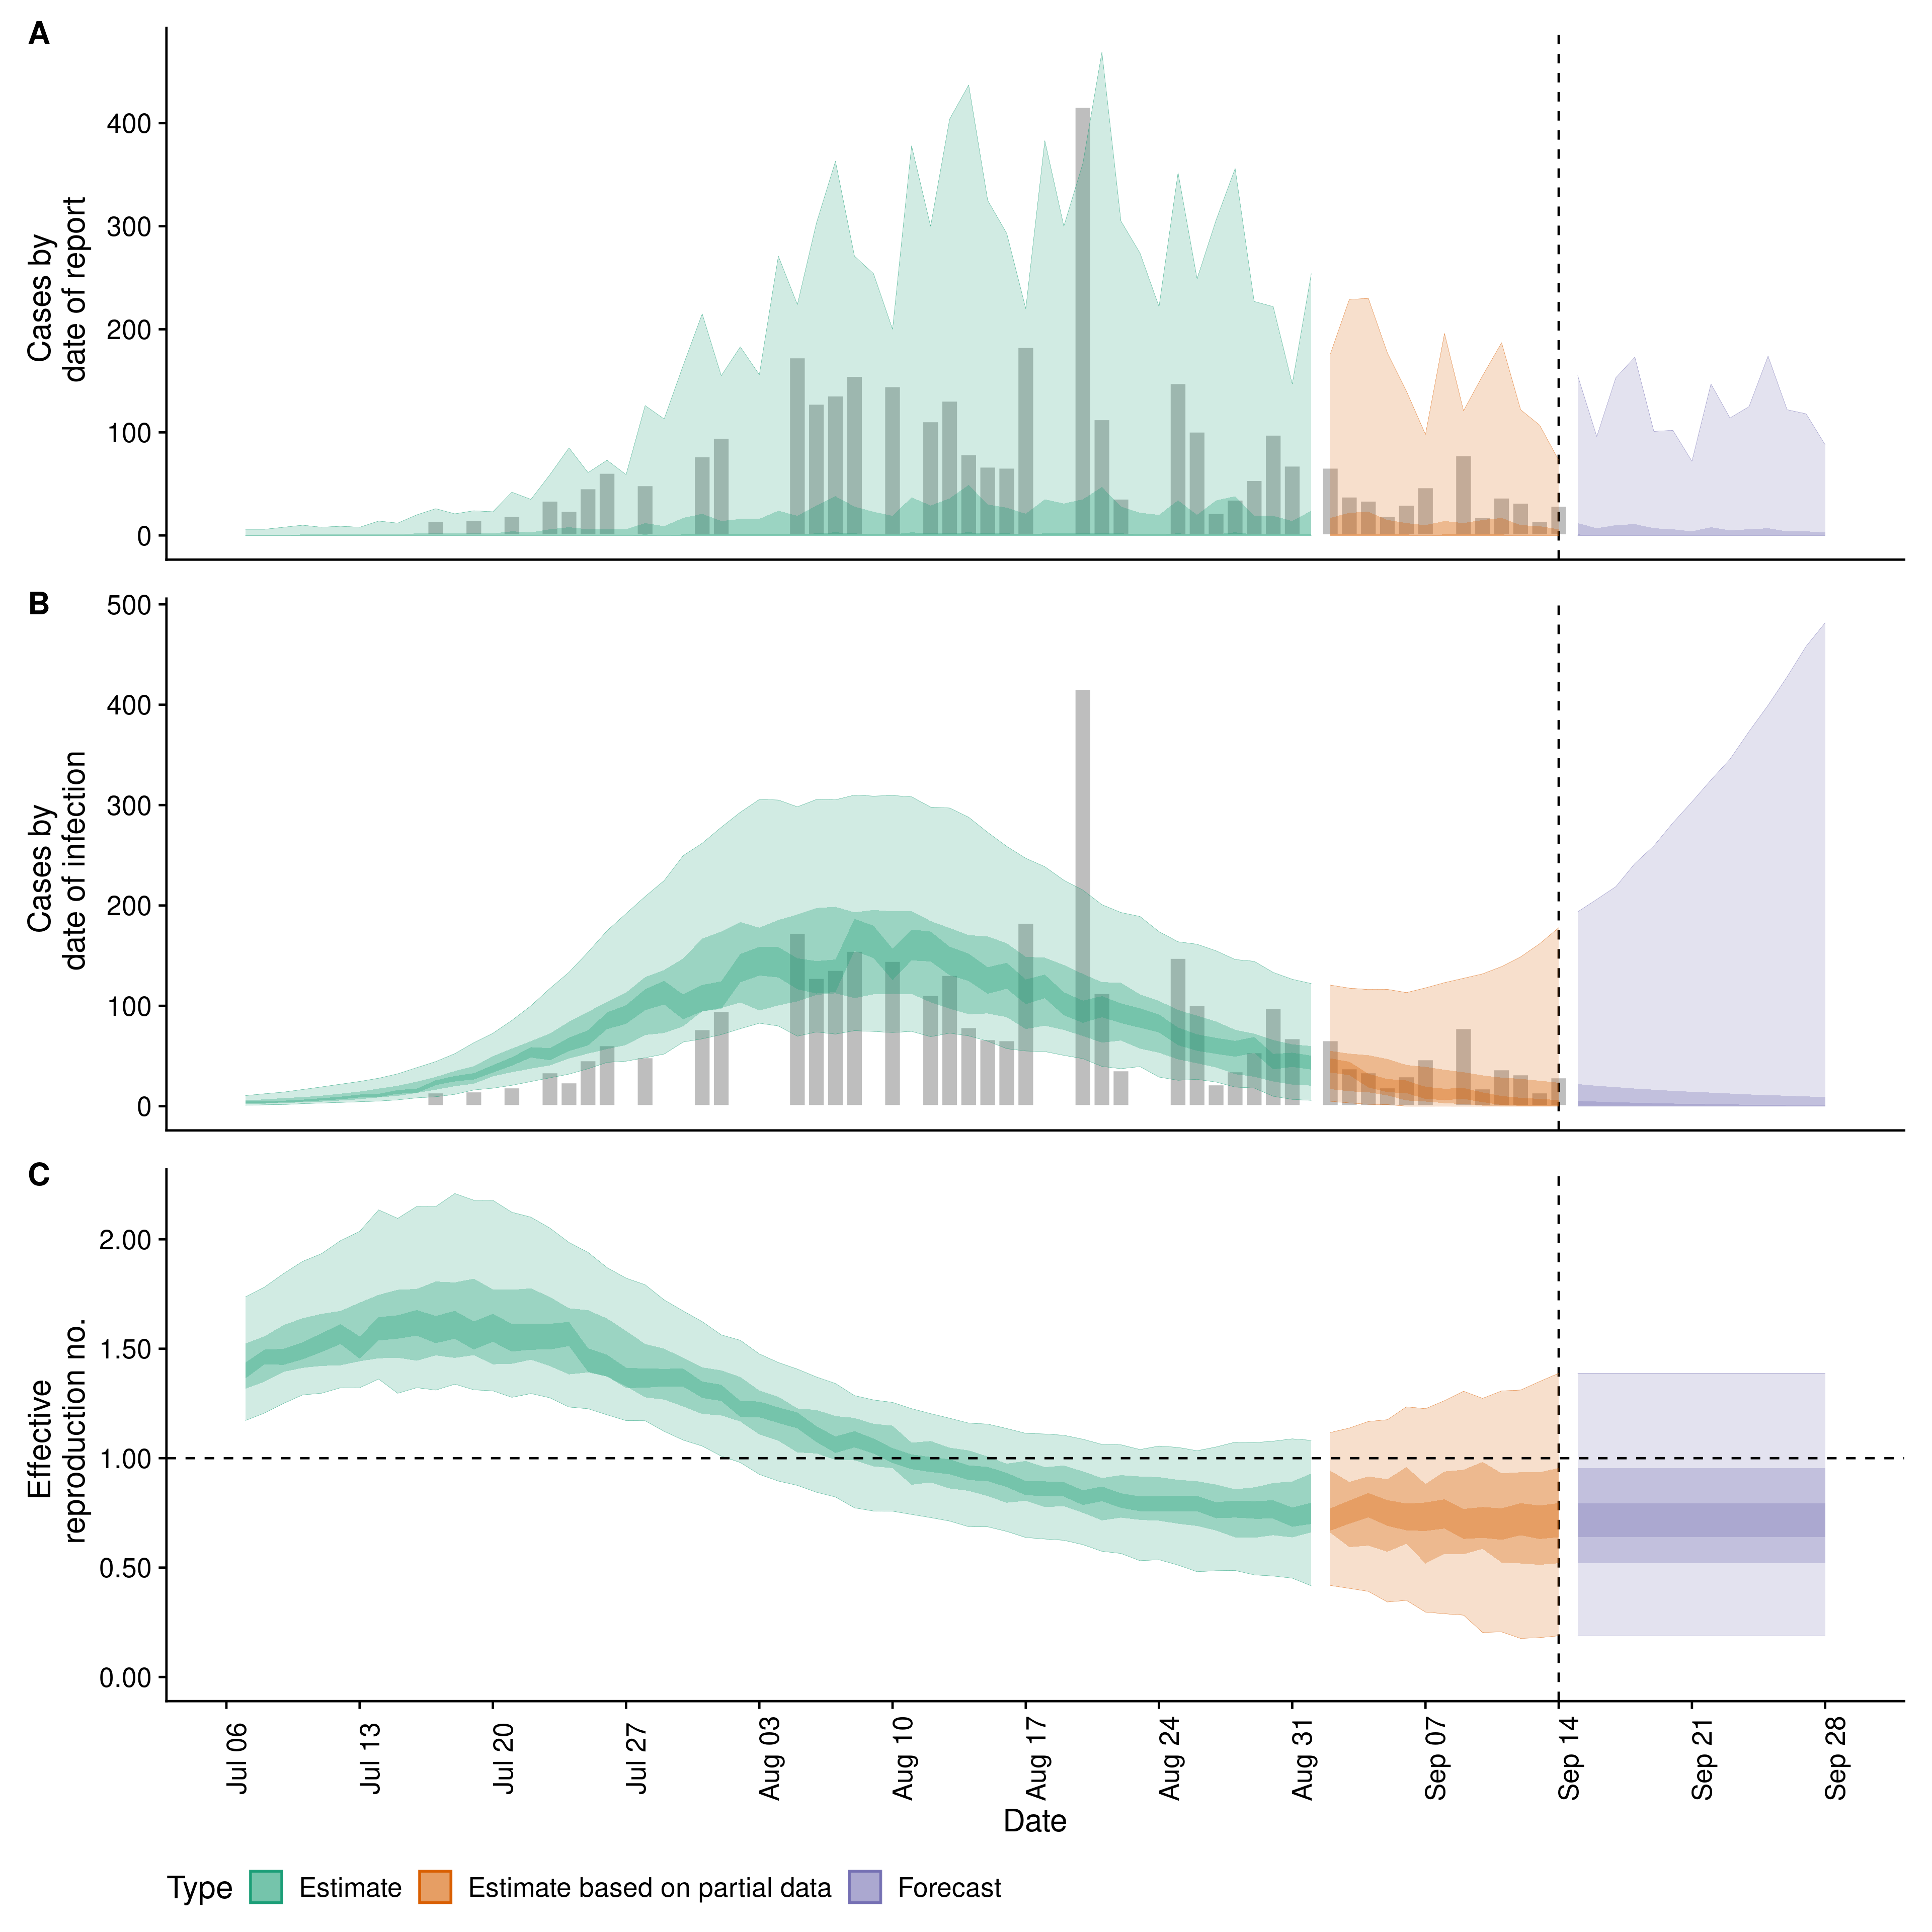 A
Cases by
date of report
400
300
200
100
0
B
Cases by
date of infection
500
400
300
200
100
0
C
Effective
reproduction no.
2.00
1.50
1.00
0.50
0.00
Jul 06
Jul 13
Jul 20
Jul 27
Aug 03
Aug 10
Aug 17
Aug 24
Aug 31
Sep 07
Sep 14
Sep 21
Sep 28
Date
Type Estimate Estimate based on partial data Forecast